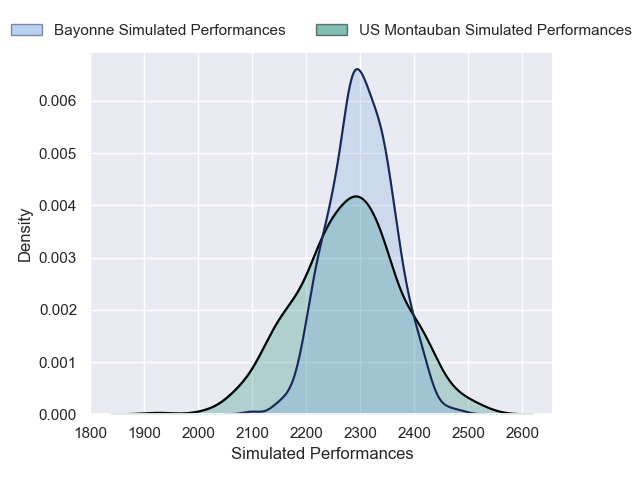 Bayonne Simulated Performances US Montauban Simulated Performances
0.006
0.005
0.004
0.003
0.002
0.001
0.000
Density
1800 1900 2000 2100 2200 2300 2400 2500 2600
Simulated Performances